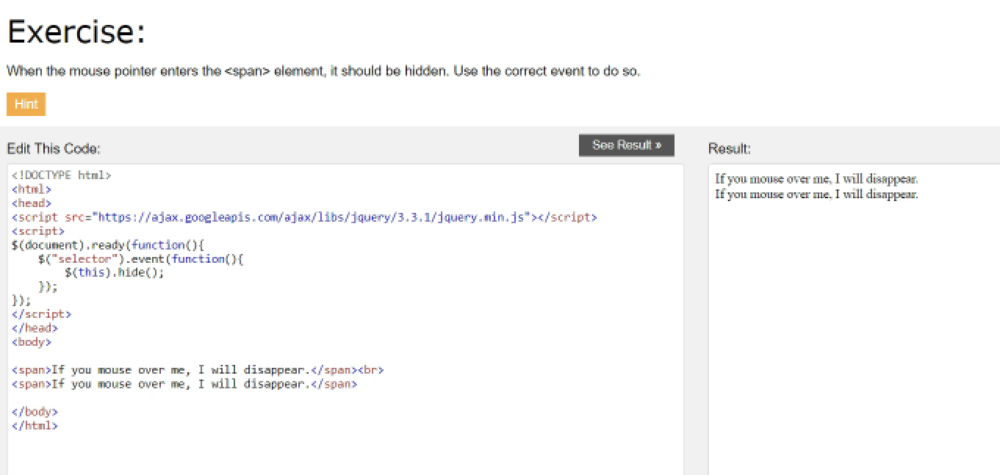 Exercise:
When the mouse pointer enters the <span> element, it should be hidden. Use the correct event to do so.
Hint
Edit This Code:
See Result »
Result:
<!DOCTYPE html>
<html>
<head>
<script src="https://ajax.googleapis.com/ajax/libs/jquery/3.3.1/jquery.min.js"></script>
<script>
$(document).ready(function(){
    $("selector").event(function(){
        $(this).hide();
    });
});
</script>
</head>
<body>
<span>If you mouse over me, I will disappear.</span><br>
<span>If you mouse over me, I will disappear.</span>
</body>
</html>
If you mouse over me, I will disappear.
If you mouse over me, I will disappear.